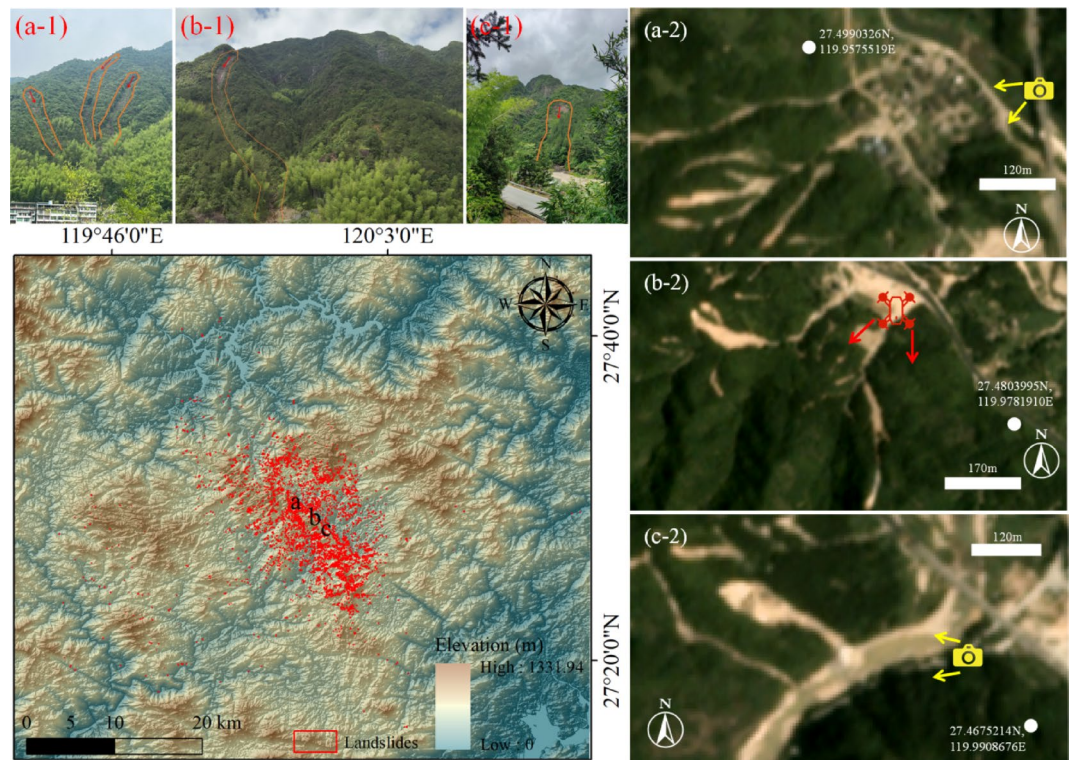 (a-1)
(b-1)
(c-1)
119°46'0"E
120°3'0"E
N
W
E
S
27°40'0"N
27°20'0"N
a
b
c
Elevation (m)
High : 1331.94
Low : 0
0
5
10
20 km
Landslides
(a-2)
27.4990326N,
119.9575519E
120m
N
(b-2)
27.4803995N,
119.9781910E
N
170m
(c-2)
120m
N
27.4675214N,
119.9908676E